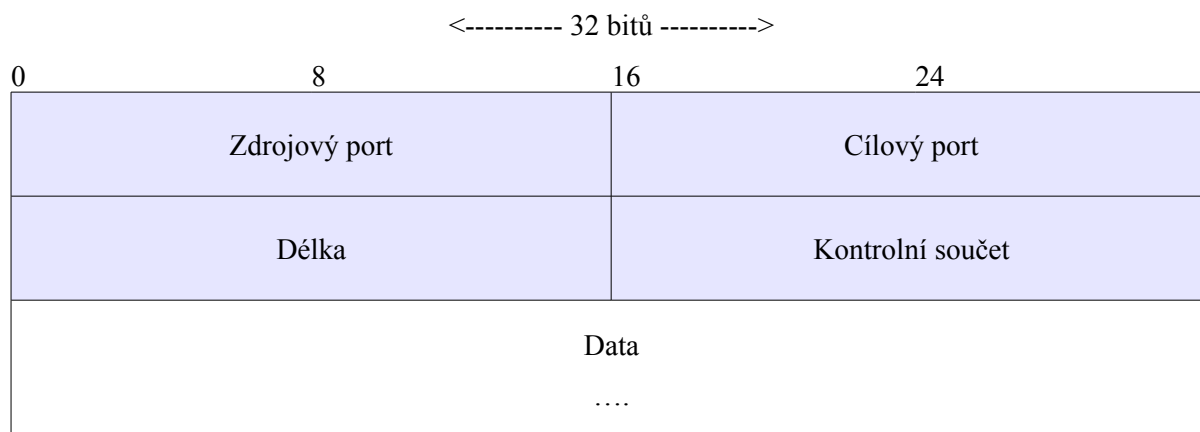 <---------- 32 bitů ---------->
0 8 16 24
Zdrojový port Cílový port
Délka Kontrolní součet
Data
....